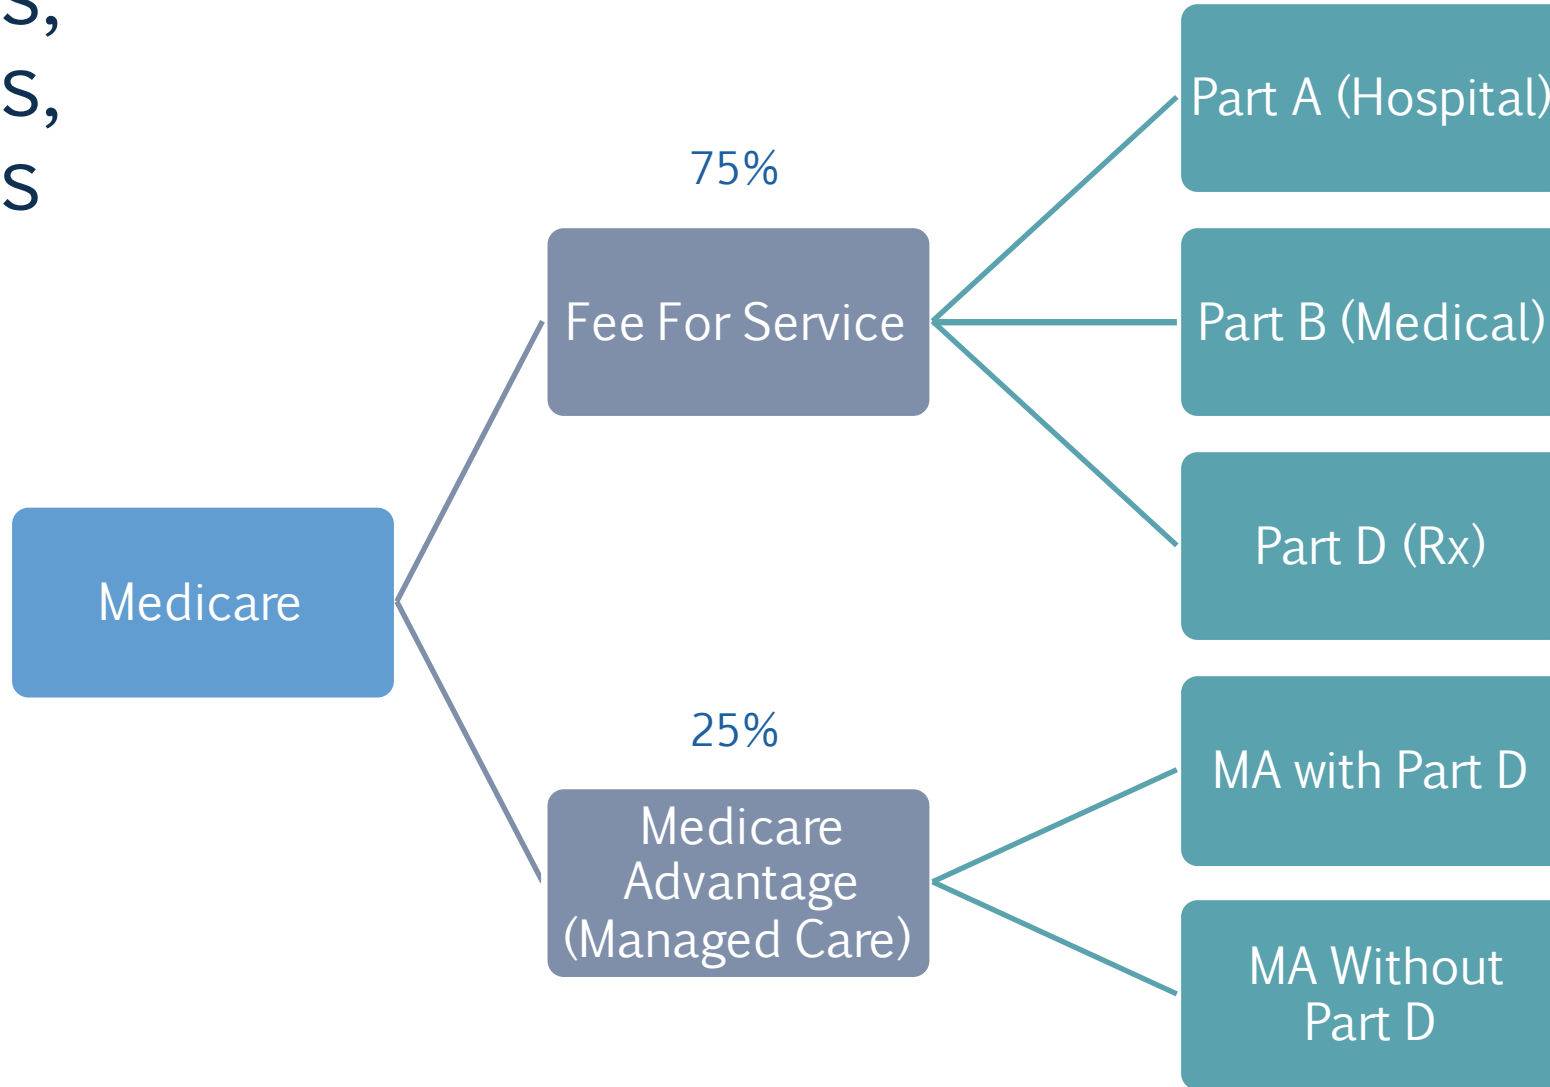 s,
s,
s
75%
Fee For Service
Medicare
25%
Medicare
Advantage
(Managed Care)
Part A (Hospital)
Part B (Medical)
Part D (Rx)
MA with Part D
MA Without
Part D